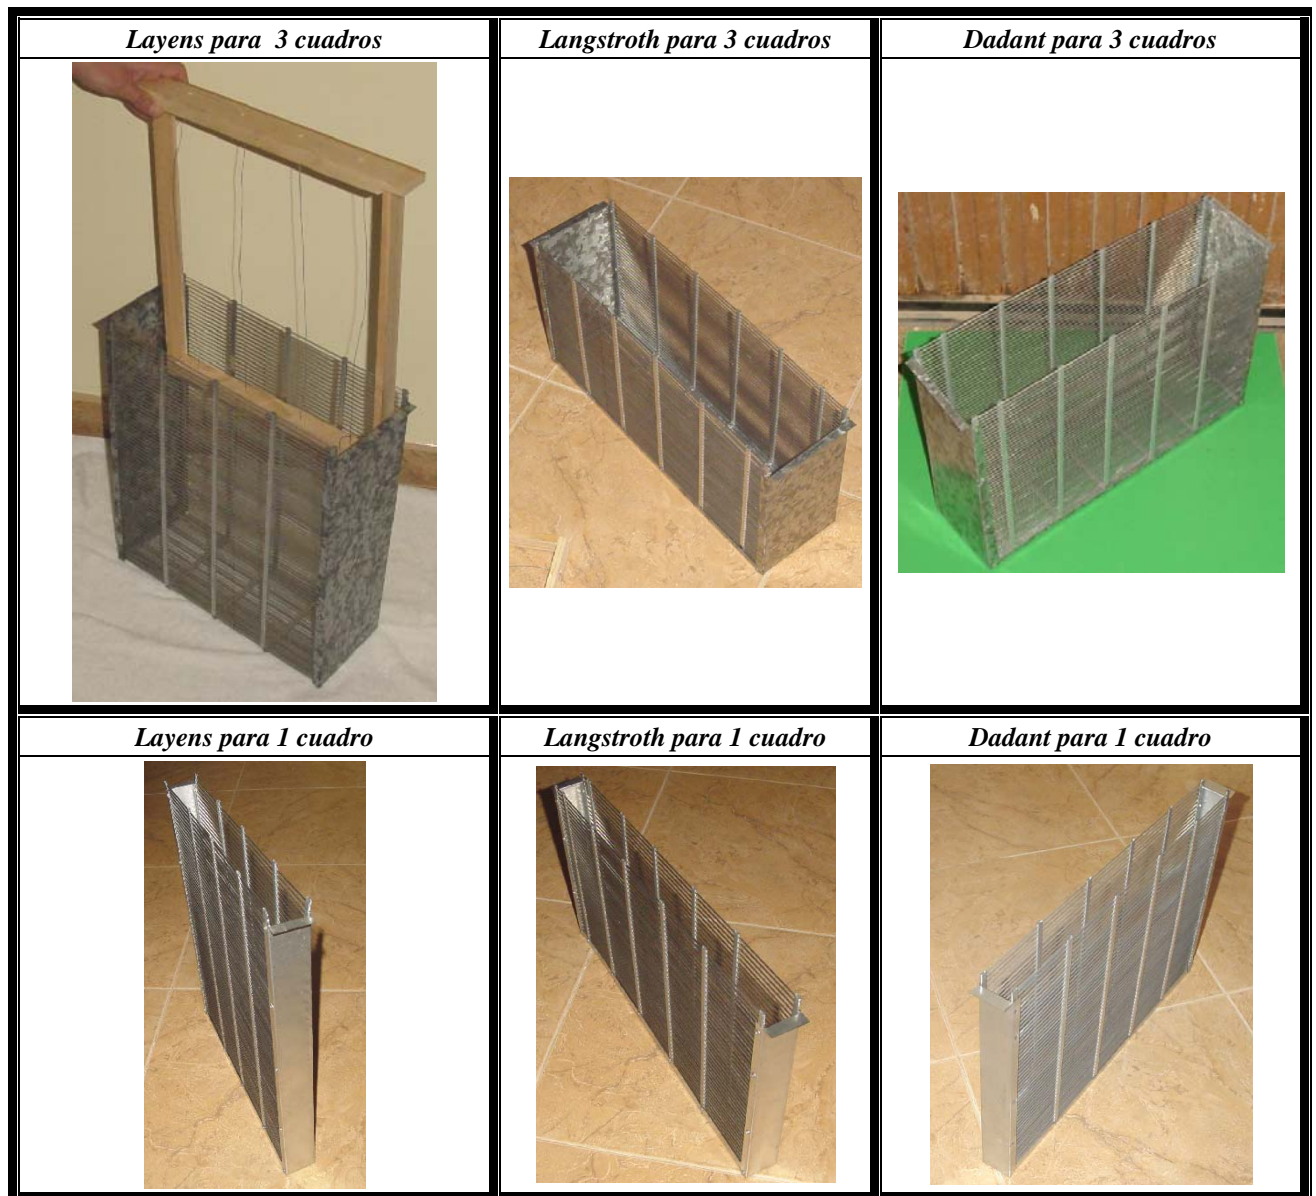 Layens para 3 cuadros
Langstroth para 3 cuadros
Dadant para 3 cuadros
Layens para 1 cuadro
Langstroth para 1 cuadro
Dadant para 1 cuadro